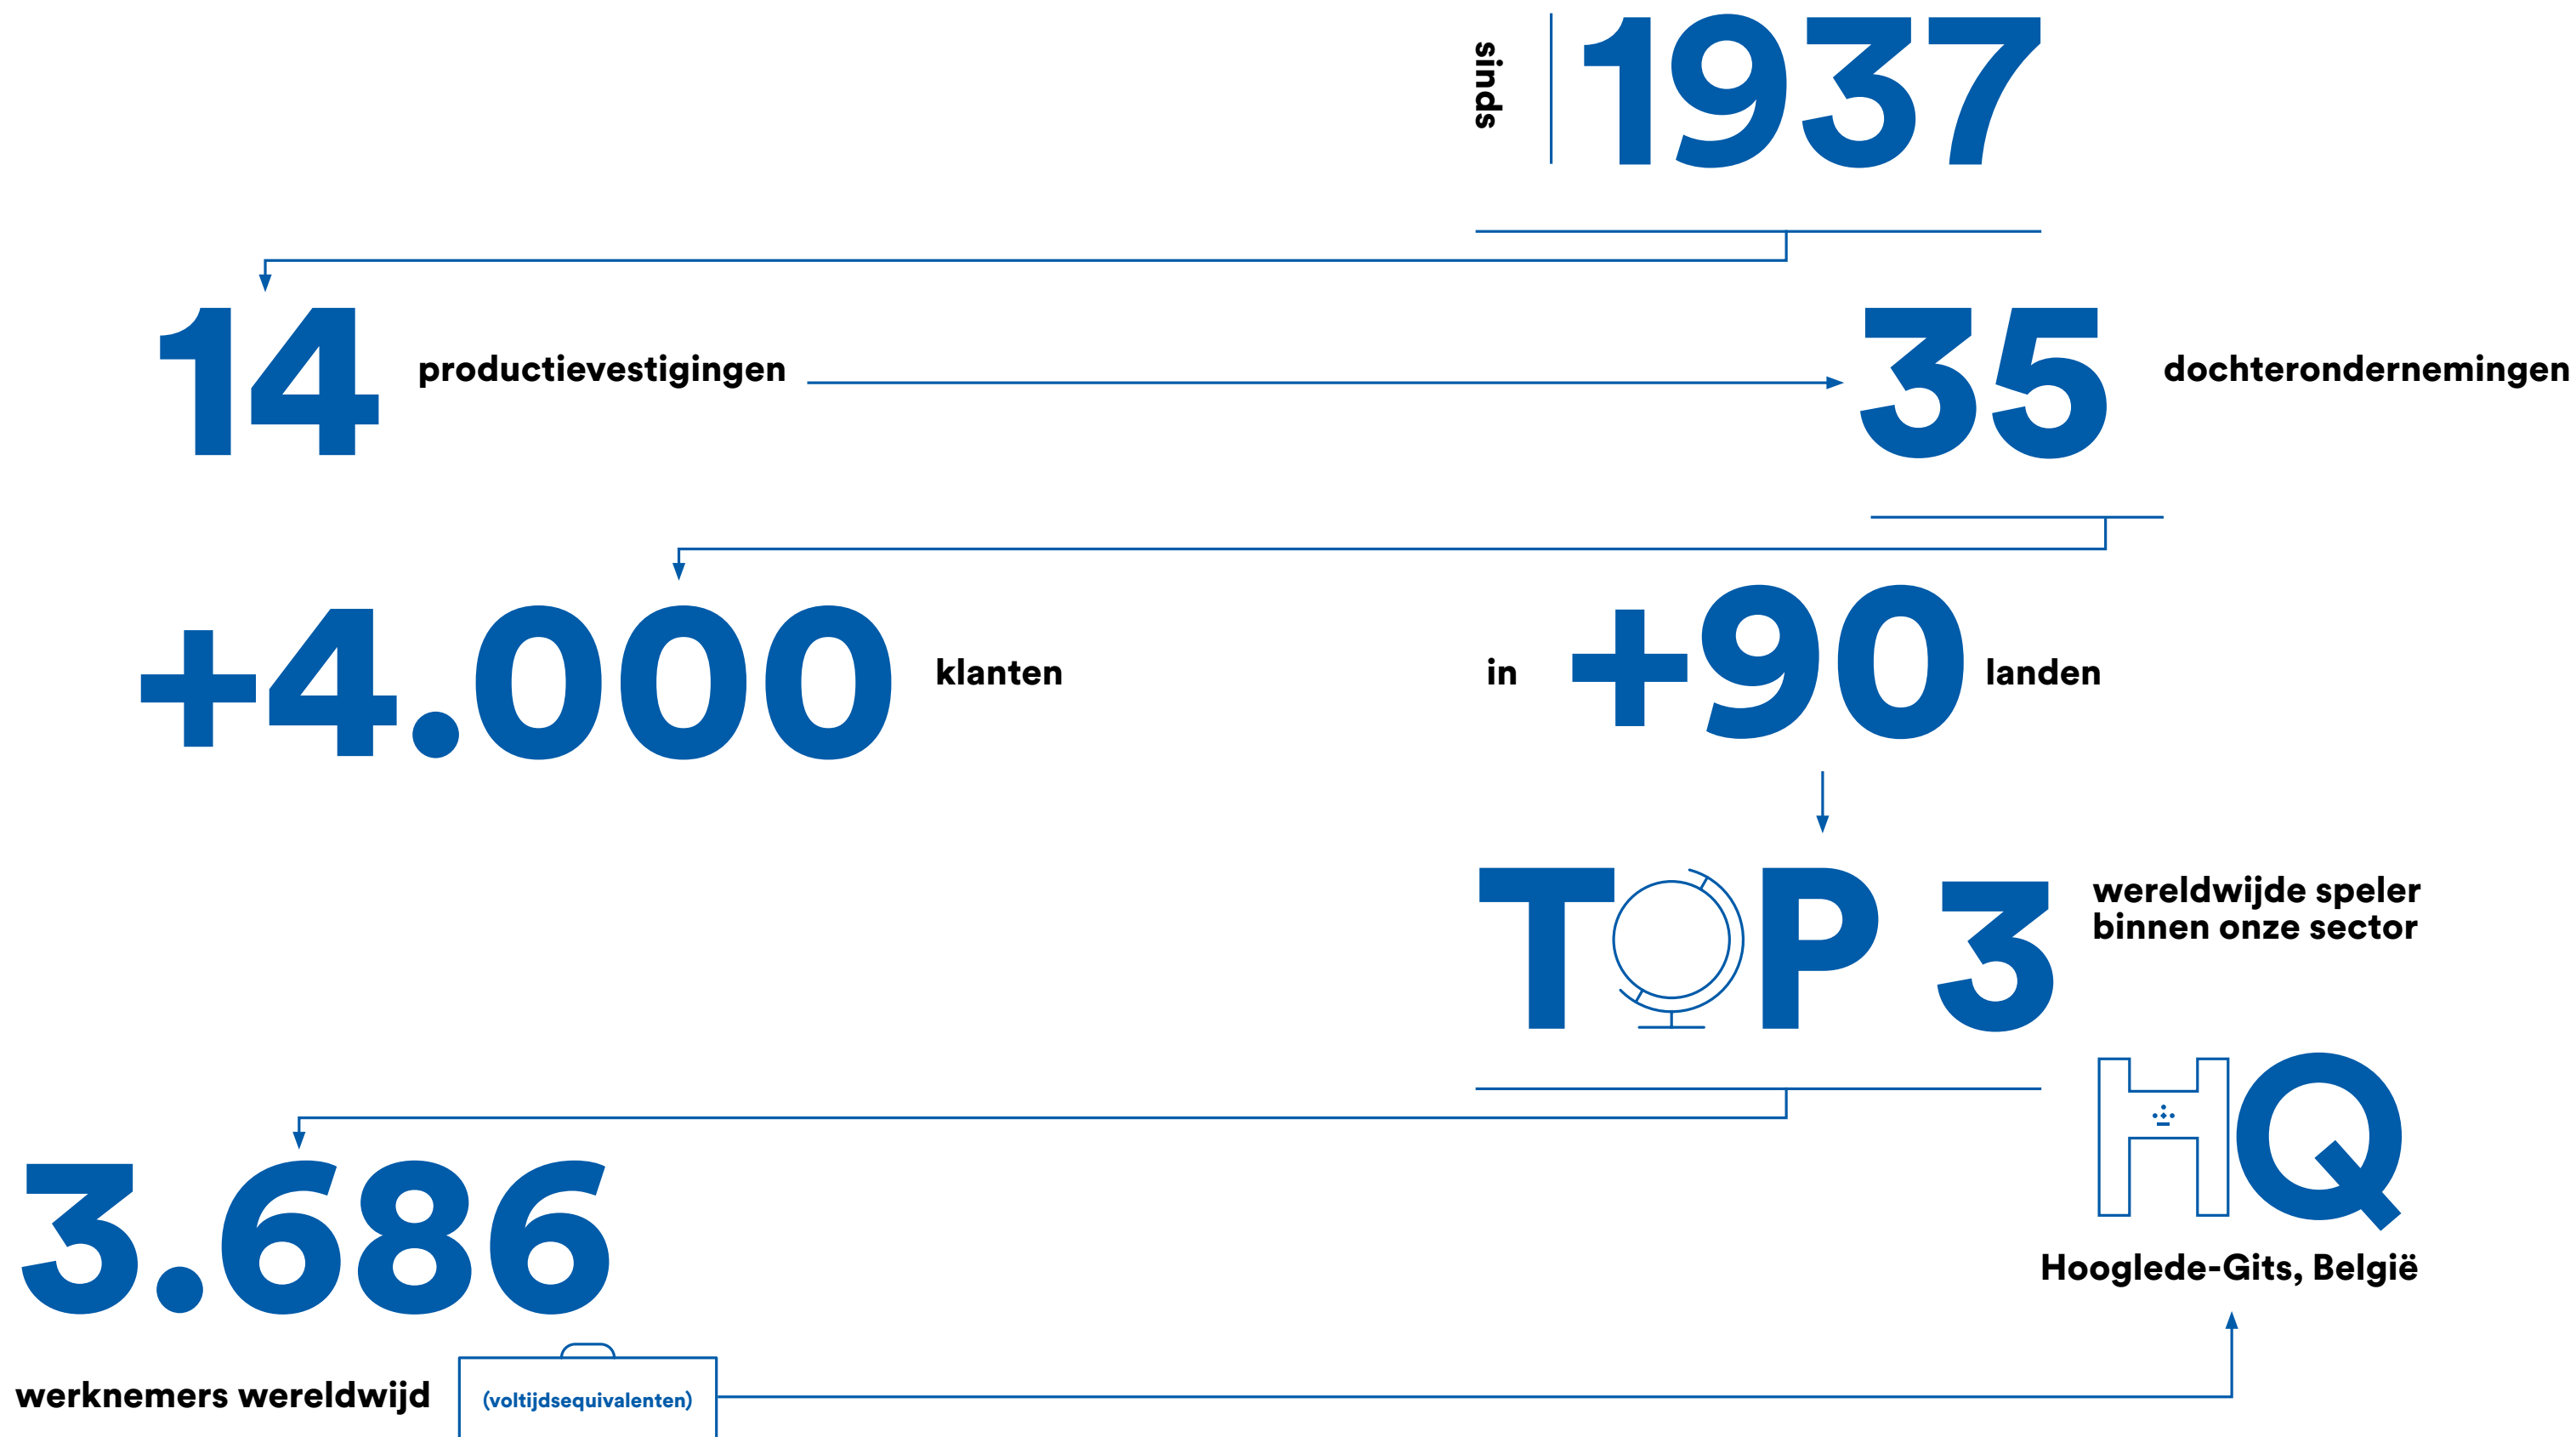 sinds 1937
14 productievestigingen
35 dochterondernemingen
+4.000 klanten
in +90 landen
TOP 3 wereldwijde speler
binnen onze sector
3.686
werknemers wereldwijd (voltijdsequivalenten)
HQ
Hooglede-Gits, België